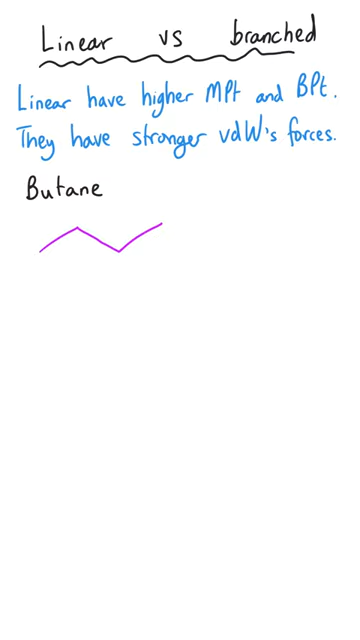 Linear vs branched
Linear have higher MPt and BPt.
They have stronger vdW's forces.
Butane